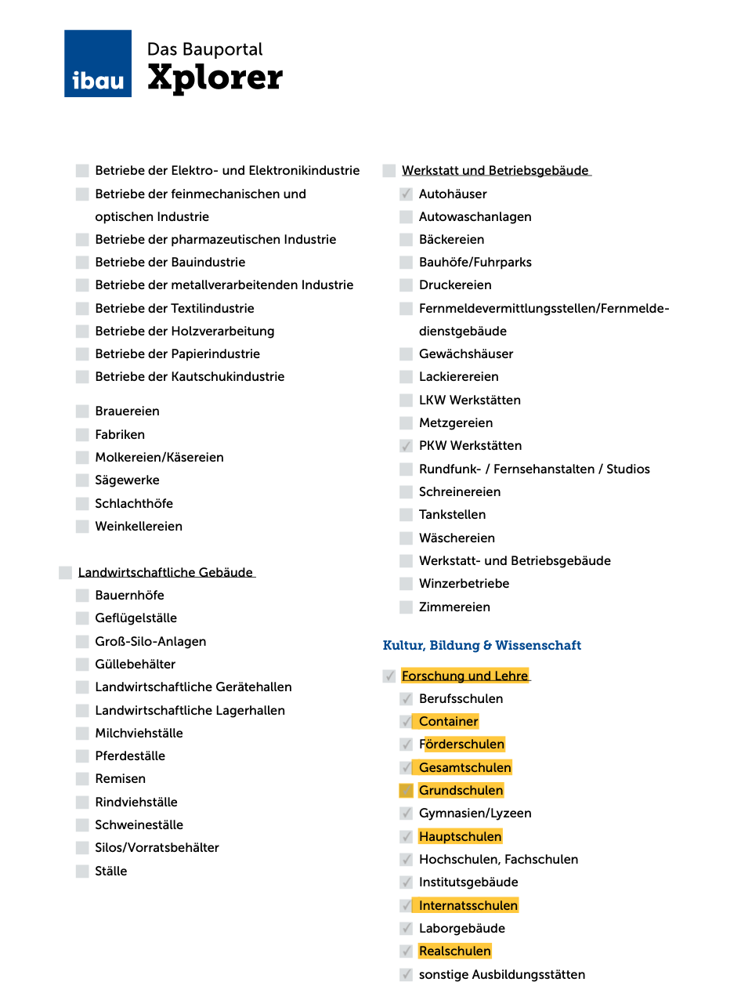 ibau
Das Bauportal
Xplorer
Betriebe der Elektro- und Elektronikindustrie
Betriebe der feinmechanischen und
optischen Industrie
Betriebe der pharmazeutischen Industrie
Betriebe der Bauindustrie
Betriebe der metallverarbeitenden Industrie
Betriebe der Textilindustrie
Betriebe der Holzverarbeitung
Betriebe der Papierindustrie
Betriebe der Kautschukindustrie
Brauereien
Fabriken
Molkereien/Käsereien
Sägewerke
Schlachthöfe
Weinkellereien
Landwirtschaftliche Gebäude
Bauernhöfe
Geflügelställe
Groß-Silo-Anlagen
Güllebehälter
Landwirtschaftliche Gerätehallen
Landwirtschaftliche Lagerhallen
Milchviehställe
Pferdeställe
Remisen
Rindviehställe
Schweineställe
Silos/Vorratsbehälter
Ställe
Werkstatt und Betriebsgebäude
Autohäuser
Autowaschanlagen
Bäckereien
Bauhöfe/Fuhrparks
Druckereien
Fernmeldevermittlungsstellen/Fernmelde-
dienstgebäude
Gewächshäuser
Lackierereien
LKW Werkstätten
Metzgereien
PKW Werkstätten
Rundfunk- / Fernsehanstalten / Studios
Schreinereien
Tankstellen
Wäschereien
Werkstatt- und Betriebsgebäude
Winzerbetriebe
Zimmereien
Kultur, Bildung & Wissenschaft
Forschung und Lehre
Berufsschulen
Container
Förderschulen
Gesamtschulen
Grundschulen
Gymnasien/Lyzeen
Hauptschulen
Hochschulen, Fachschulen
Institutsgebäude
Internatsschulen
Laborgebäude
Realschulen
sonstige Ausbildungsstätten